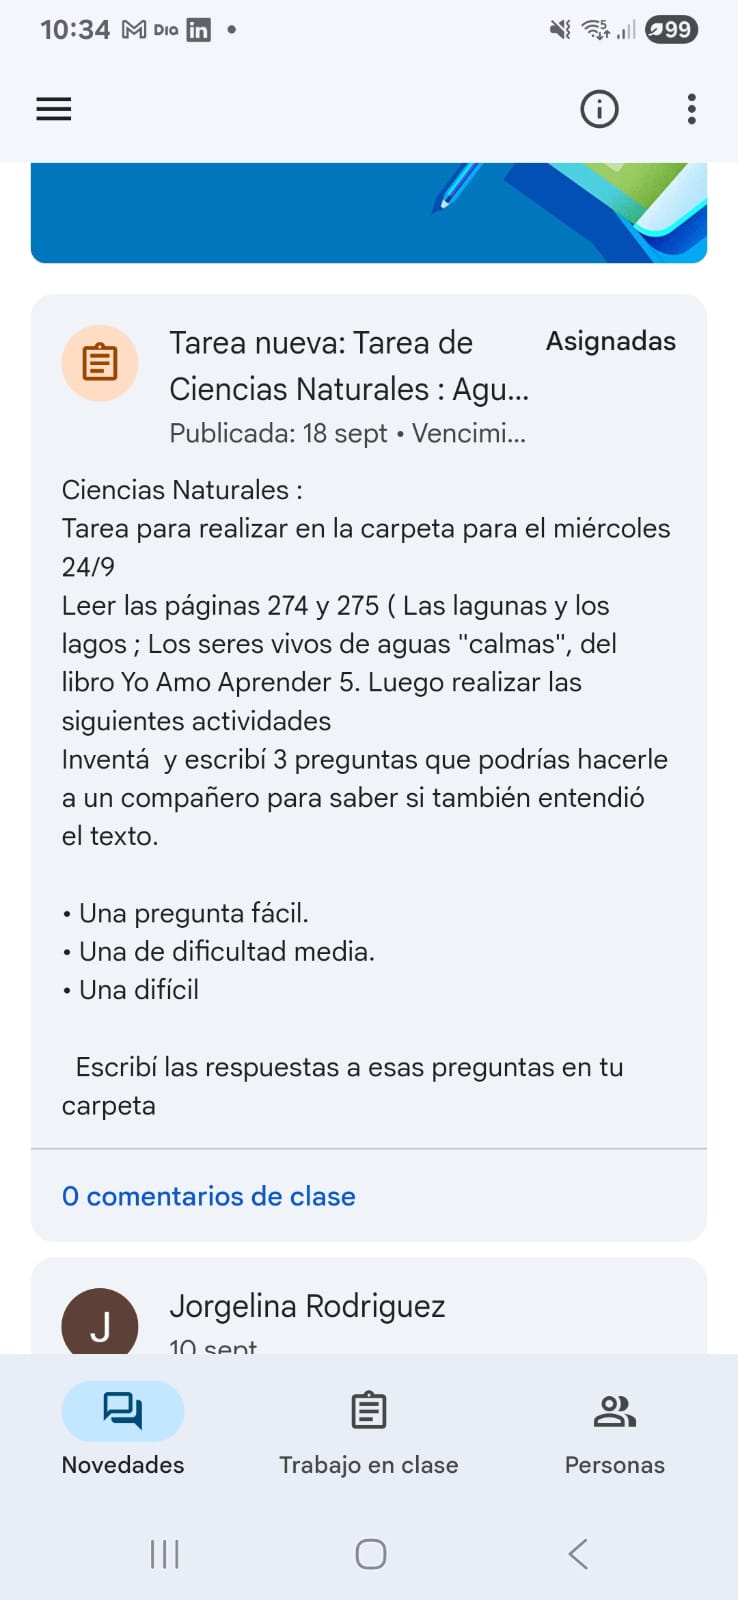 10:34 M DIA in •
5 99
Tarea nueva: Tarea de
Asignadas
Ciencias Naturales : Agu...
Publicada: 18 sept • Vencimi...
Ciencias Naturales :
Tarea para realizar en la carpeta para el miércoles
24/9
Leer las páginas 274 y 275 ( Las lagunas y los
lagos ; Los seres vivos de aguas "calmas", del
libro Yo Amo Aprender 5. Luego realizar las
siguientes actividades
Inventá  y escribí 3 preguntas que podrías hacerle
a un compañero para saber si también entendió
el texto.
• Una pregunta fácil.
• Una de dificultad media.
• Una difícil
Escribí las respuestas a esas preguntas en tu
carpeta
0 comentarios de clase
J
Jorgelina Rodriguez
10 sept
Novedades
Trabajo en clase
Personas